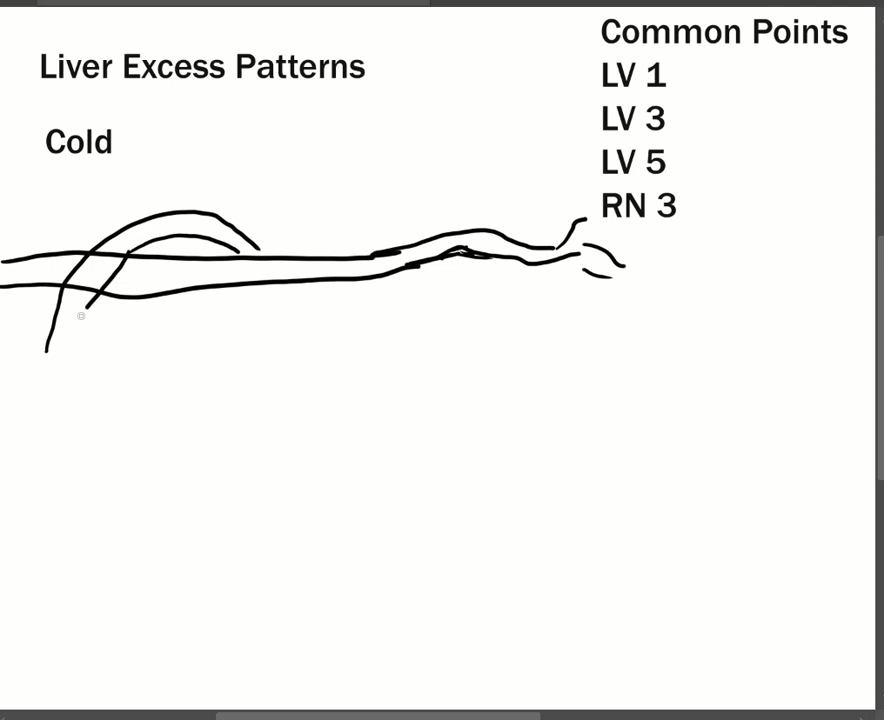 Liver Excess Patterns
Cold
Common Points
LV 1
LV 3
LV 5
RN 3